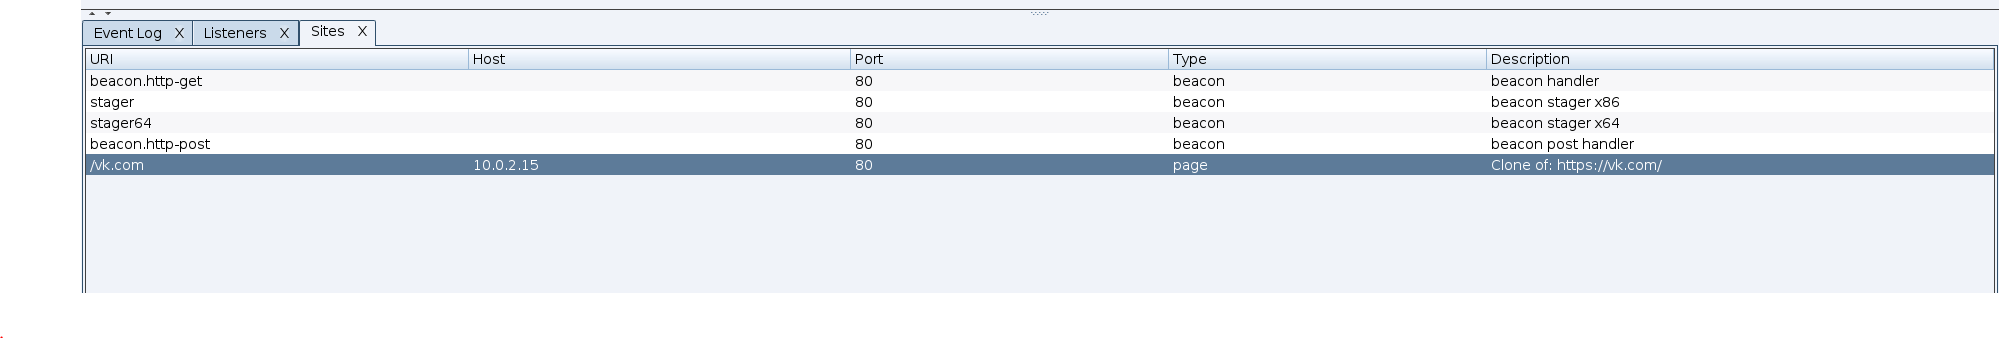 Event Log X Listeners X Sites X
URI Host Port Type Description
beacon.http-get 80 beacon beacon handler
stager 80 beacon beacon stager x86
stager64 80 beacon beacon stager x64
beacon.http-post 80 beacon beacon post handler
/vk.com 10.0.2.15 80 page Clone of: https://vk.com/